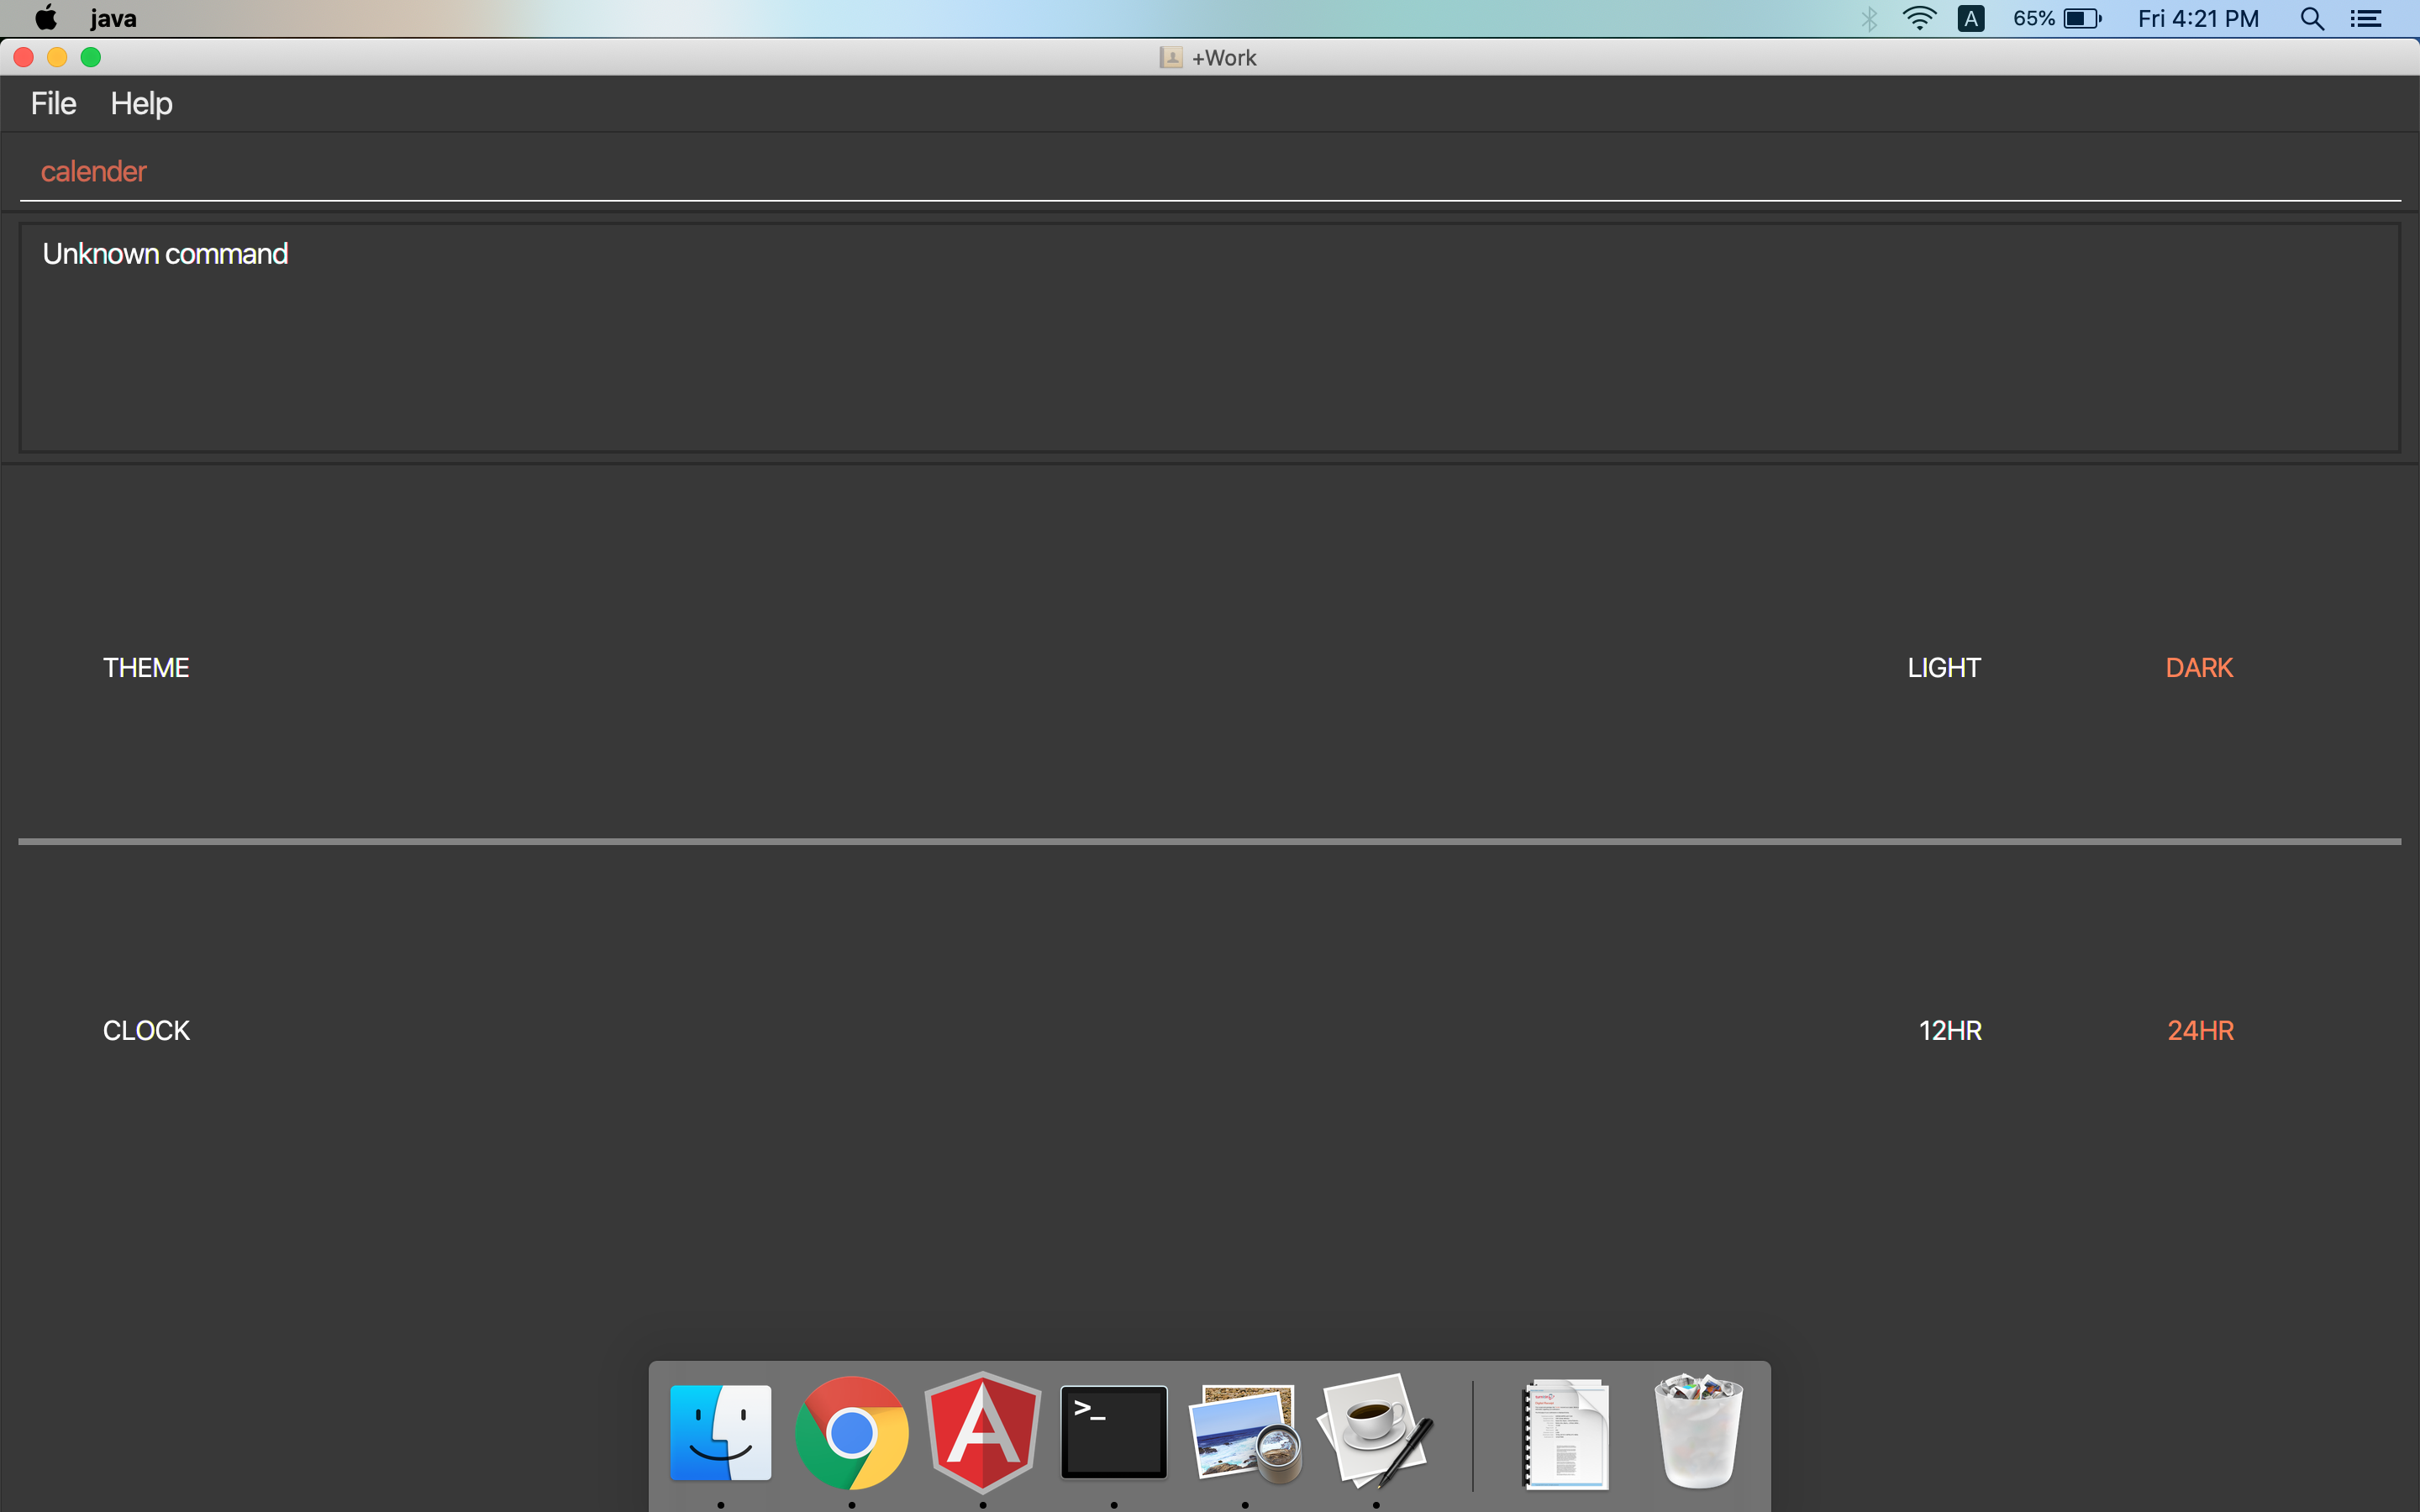 java
A 65% Fri 4:21 PM
+Work
File Help
calender
Unknown command
THEME LIGHT DARK
CLOCK 12HR 24HR
>_